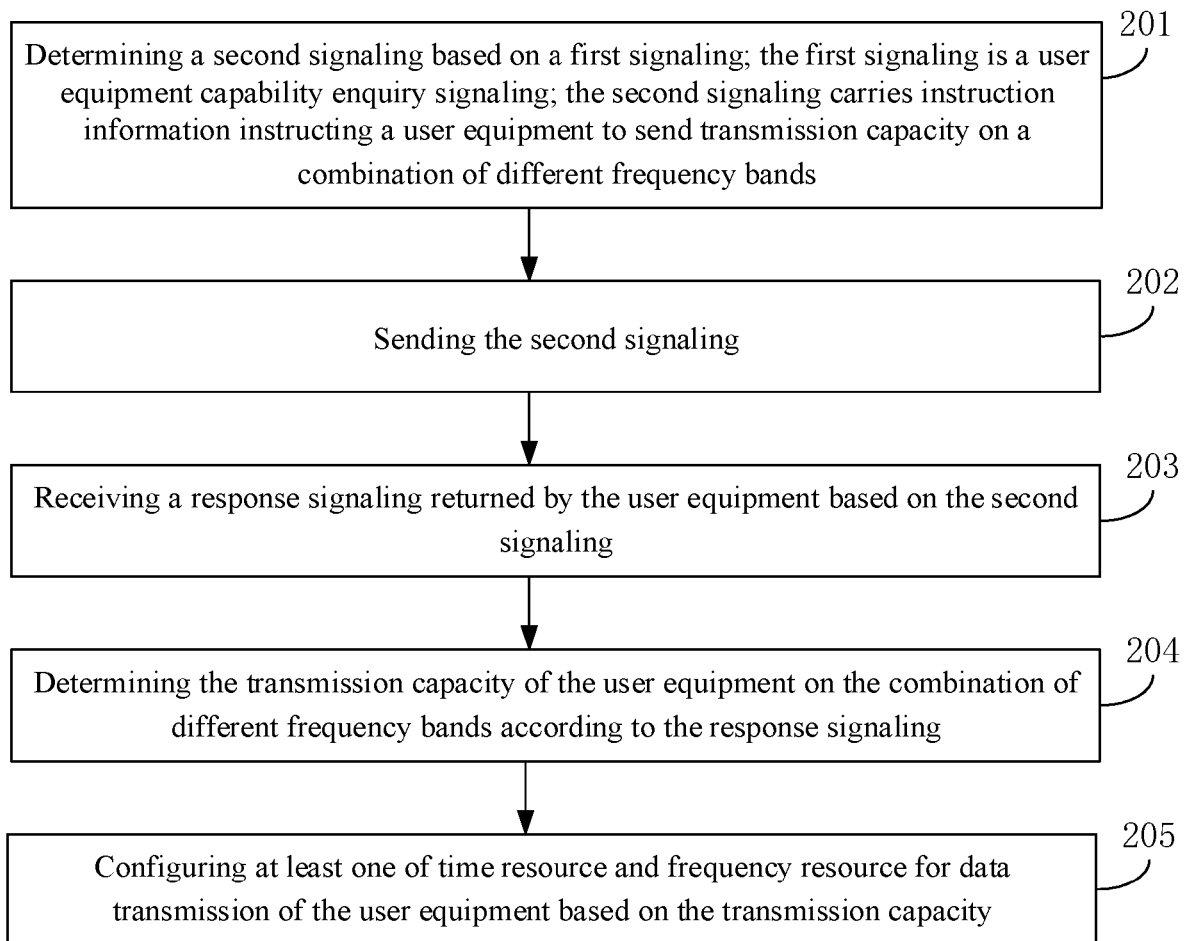 201
Determining a second signaling based on a first signaling; the first signaling is a user
equipment capability enquiry signaling; the second signaling carries instruction
information instructing a user equipment to send transmission capacity on a
combination of different frequency bands
202
Sending the second signaling
203
Receiving a response signaling returned by the user equipment based on the second
signaling
204
Determining the transmission capacity of the user equipment on the combination of
different frequency bands according to the response signaling
205
Configuring at least one of time resource and frequency resource for data
transmission of the user equipment based on the transmission capacity